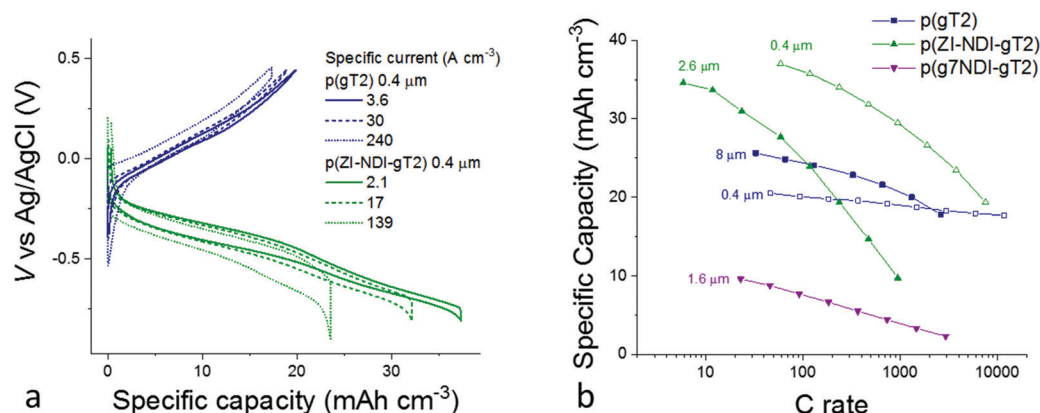 0.5
0.0
-0.5
V vs Ag/AgCl (V)
Specific current (A cm⁻³)
p(gT2) 0.4 μm
3.6
30
240
p(ZI-NDI-gT2) 0.4 μm
2.1
17
139
0
10
20
30
Specific capacity (mAh cm⁻³)
a
p(gT2)
p(ZI-NDI-gT2)
p(g7NDI-gT2)
40
30
20
10
0
Specific Capacity (mAh cm⁻³)
0.4 μm
2.6 μm
8 μm
0.4 μm
1.6 μm
10
100
1000
10000
C rate
b